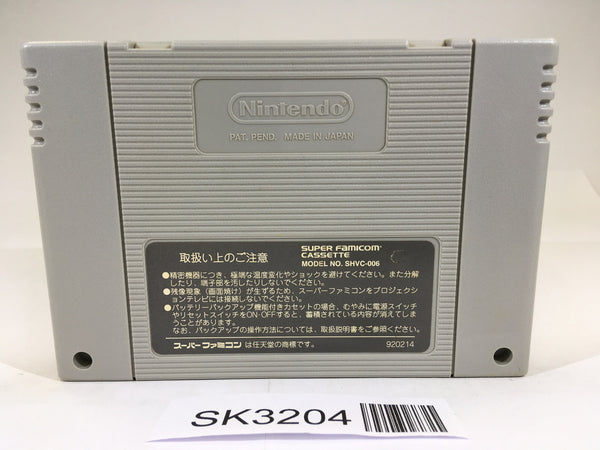 Nintendo®
PAT. PEND. MADE IN JAPAN
取扱い上のご注意
SUPER FAMICOM™
CASSETTE
MODEL NO. SHVC-006
●精密機器につき、極端な温度変化やショックを避けてください。また分解
したり、端子部を汚したりしないでください。
●残像現象（画面焼け）が生ずるため、スーパーファミコンをプロジェクシ
ョンテレビには接続しないでください。
●バッテリーバックアップ機能付きカセットの場合、むやみに電源スイッチ
やリセットスイッチをON·OFFすると、蓄積されている内容が消えてしま
うことがあります。
なお、バックアップの操作方法については、取扱説明書をご参照ください。
スーパーファミコン は任天堂の商標です。
920214
SK3204